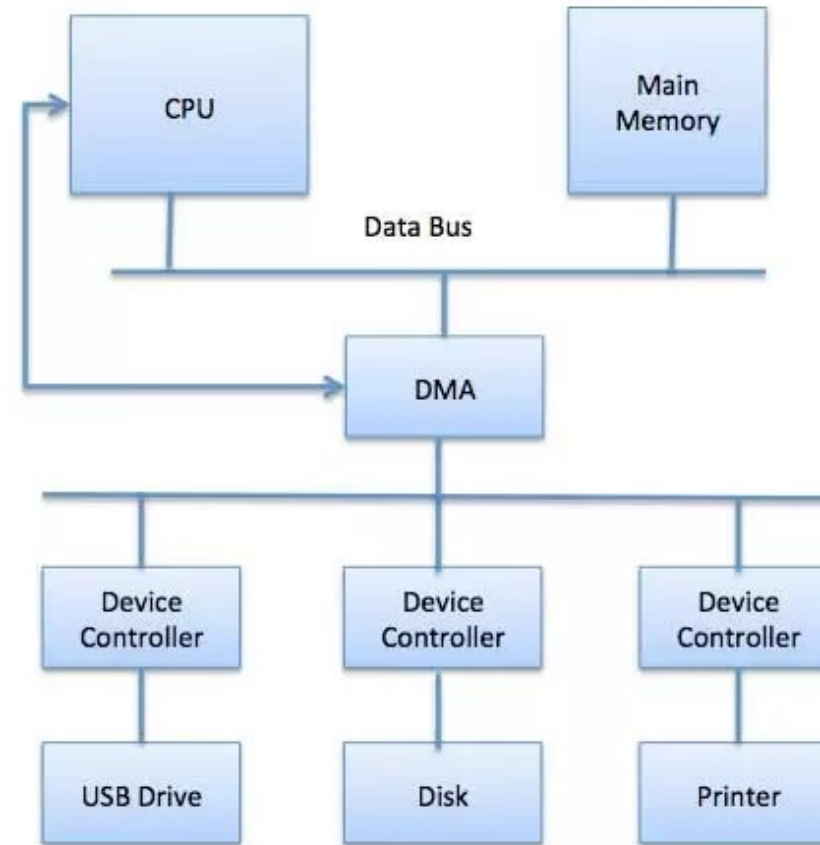 CPU
Main
Memory
Data Bus
DMA
Device
Controller
Device
Controller
Device
Controller
USB Drive
Disk
Printer